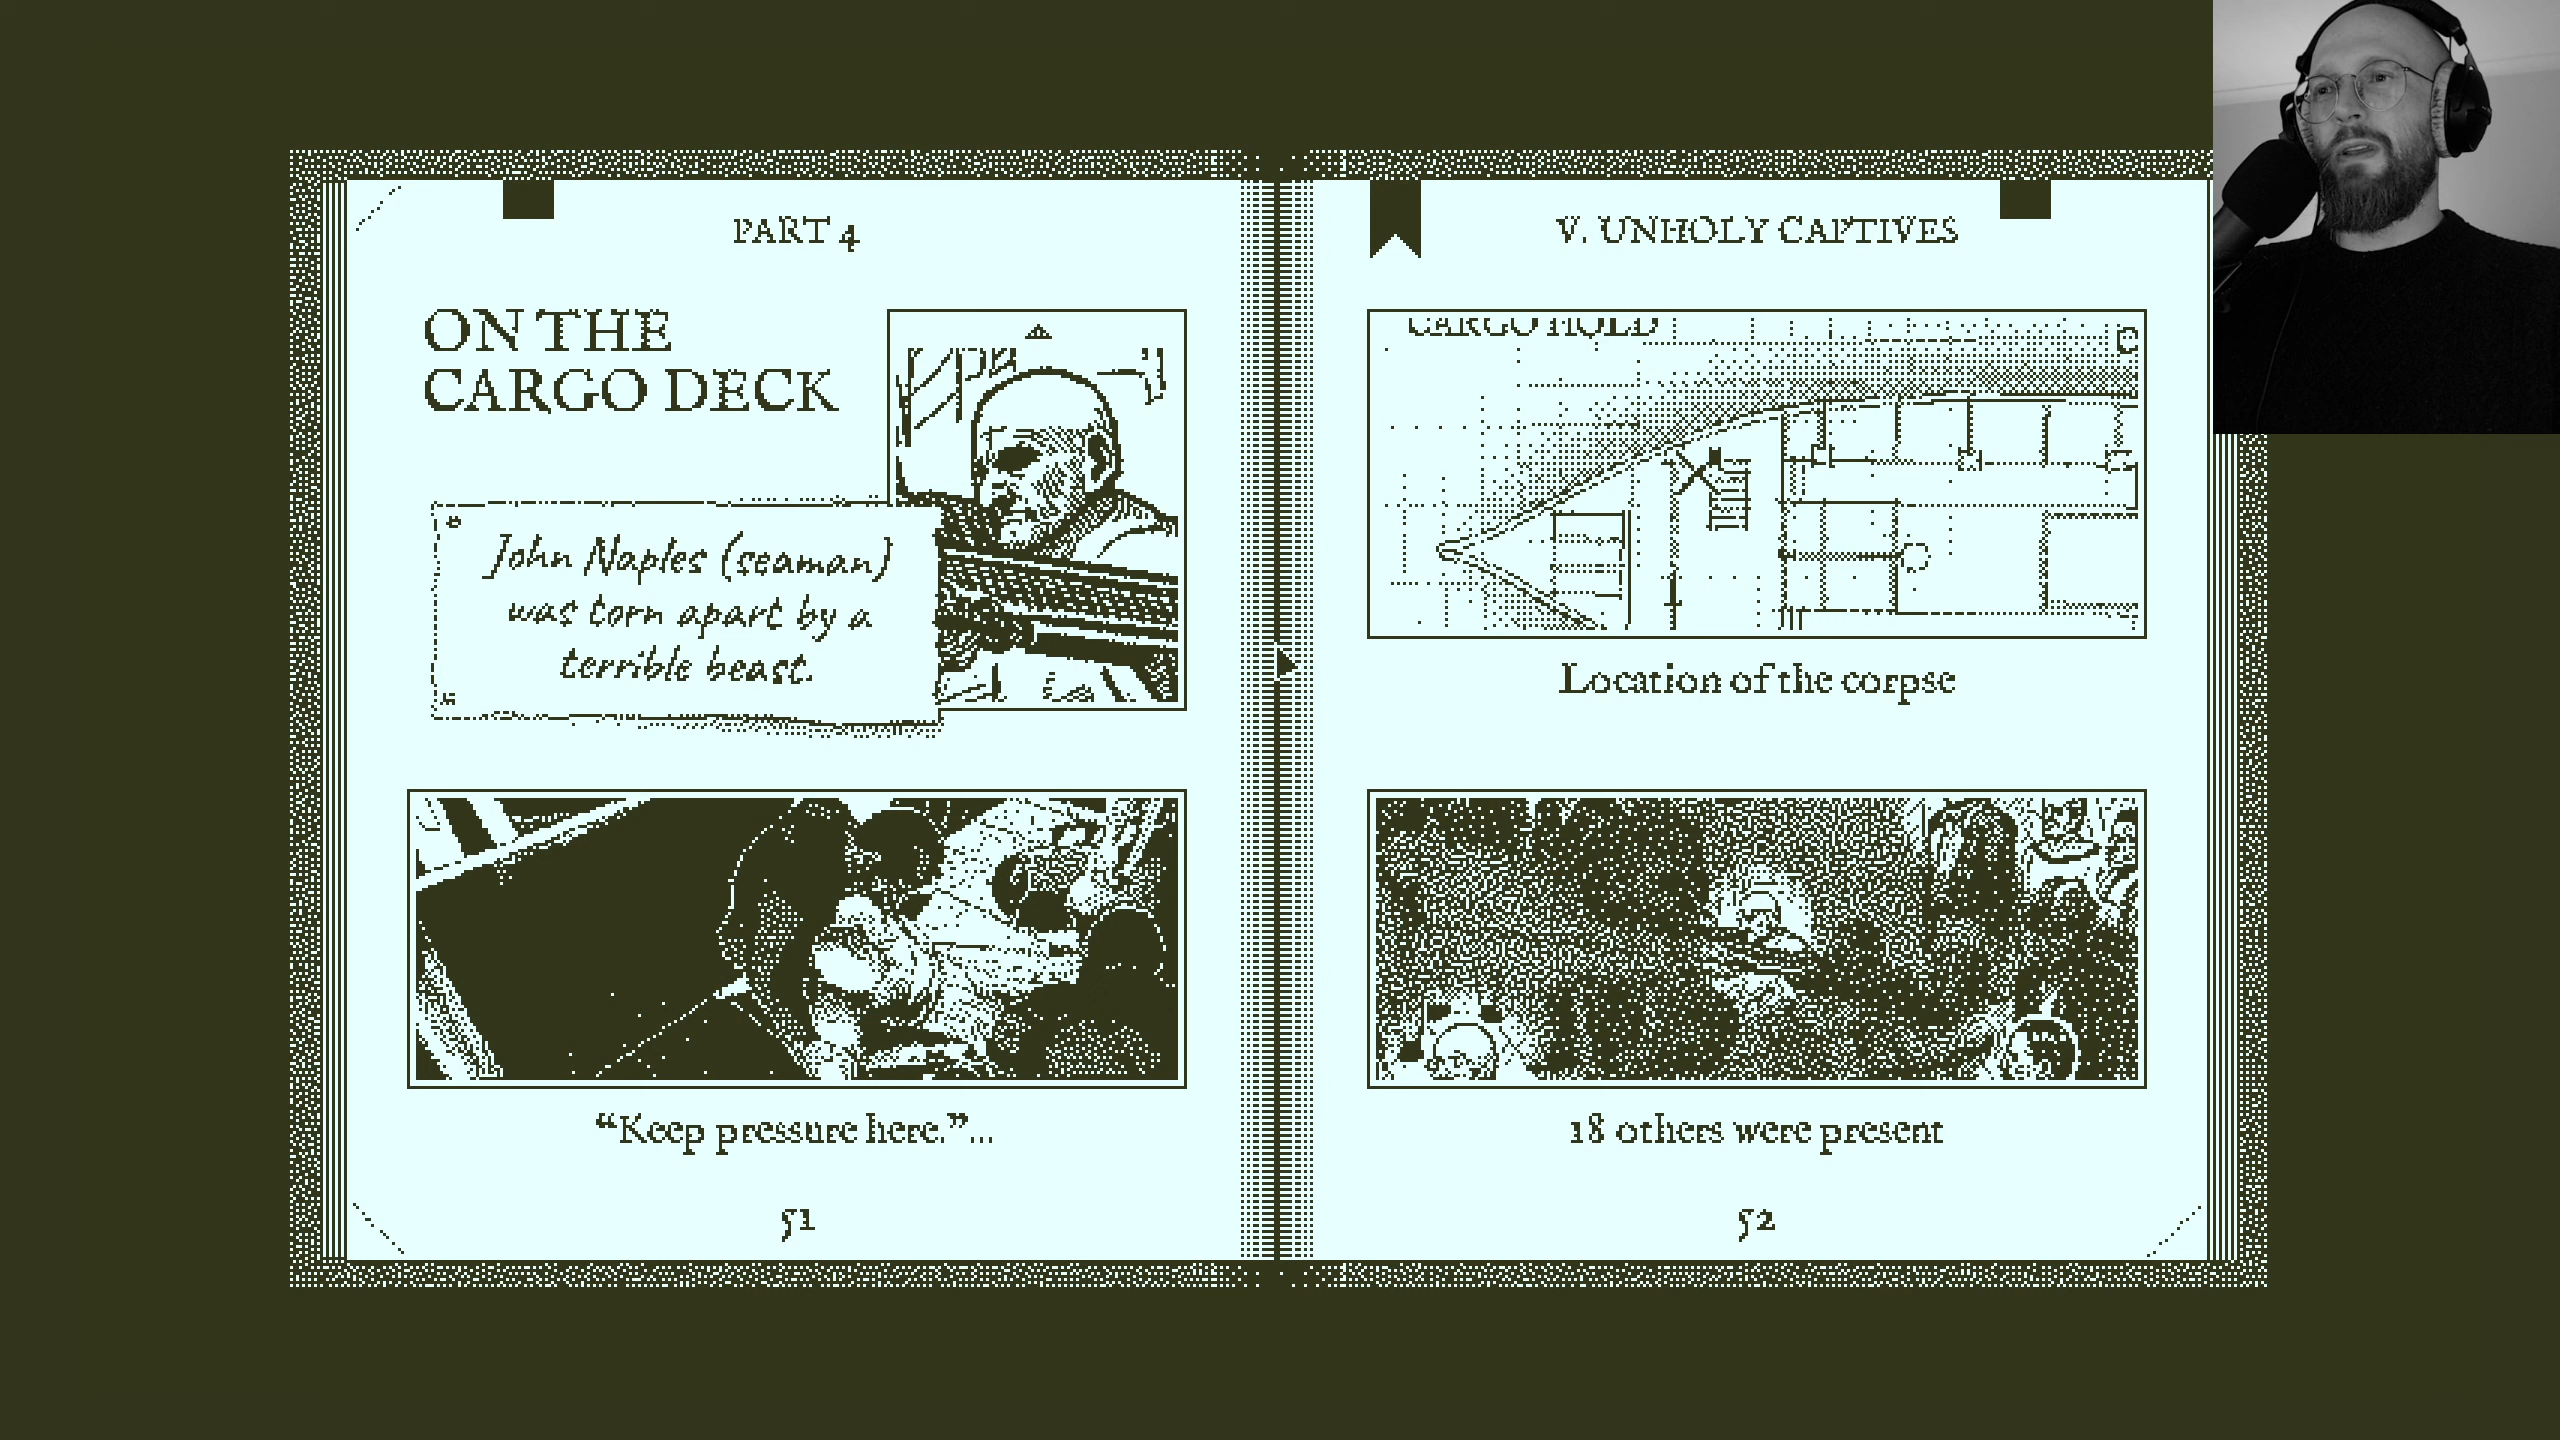 PART 4
ON THE
CARGO DECK
John Naples (seaman)
was torn apart by a
terrible beast.
"Keep pressure here."...
51
V. UNHOLY CAPTIVES
CARGO HOLD
Location of the corpse
18 others were present
52